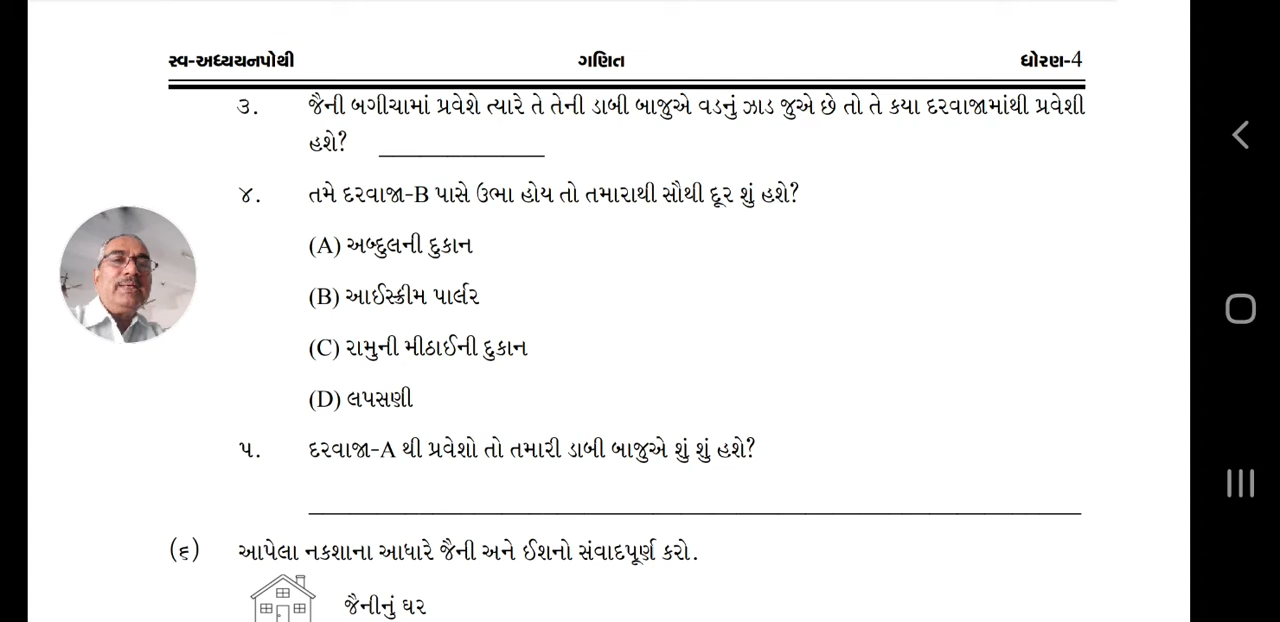 સ્વ-અધ્યયનપોથી ગણિત ધોરણ-4
૩. જૈની બગીચામાં પ્રવેશે ત્યારે તે તેની ડાબી બાજુએ વડનું ઝાડ જુએ છે તો તે કયા દરવાજામાંથી પ્રવેશી
હશે?
૪. તમે દરવાજા-B પાસે ઉભા હોય તો તમારાથી સૌથી દૂર શું હશે?
(A) અબ્દુલની દુકાન
(B) આઈસ્ક્રીમ પાર્લર
(C) રામુની મીઠાઈની દુકાન
(D) લપસણી
૫. દરવાજા-A થી પ્રવેશો તો તમારી ડાબી બાજુએ શું શું હશે?
(૬) આપેલા નકશાના આધારે જૈની અને ઈશનો સંવાદપૂર્ણ કરો.
જૈનીનું ઘર